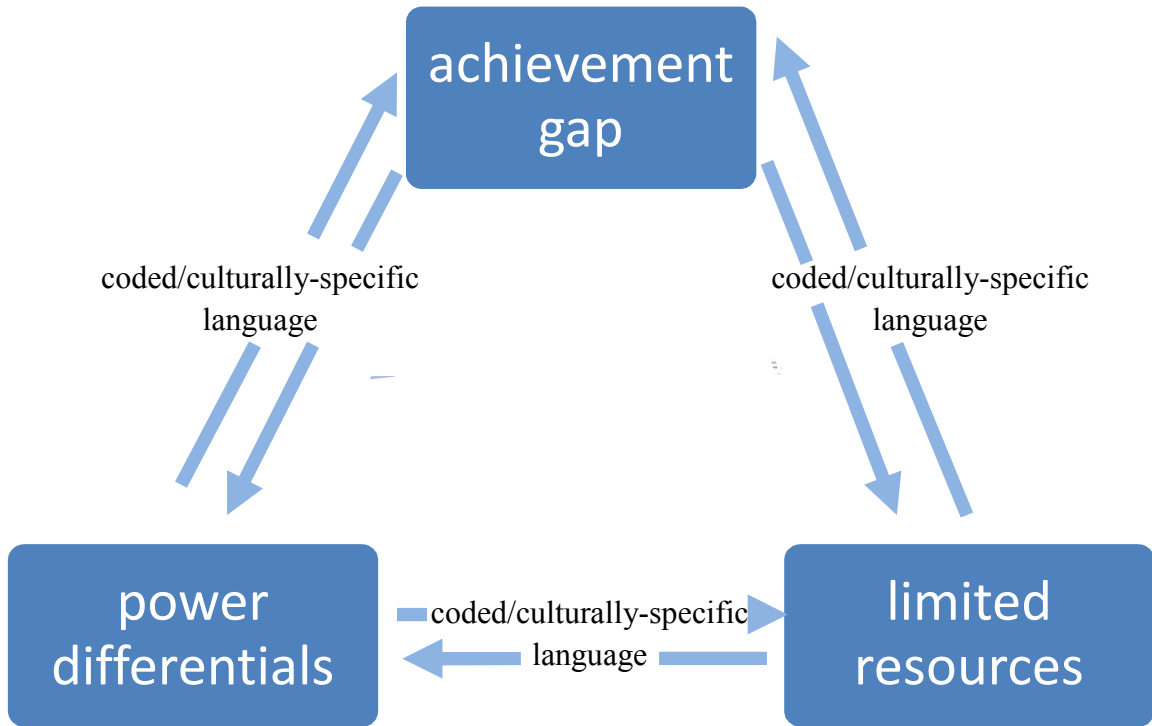 achievement
gap
coded/culturally-specific
language
coded/culturally-specific
language
power
differentials
coded/culturally-specific
language
limited
resources